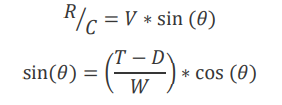 R/C = V * sin (θ)
sin(θ) = ((T − D)/W) * cos (θ)